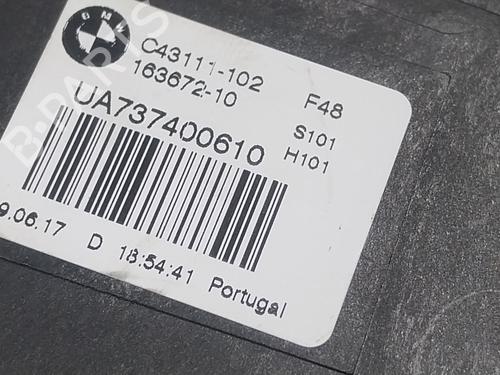 BMW
C43111-102
163672-10
F48
S101
H101
UA737400610
9.06.17 D 18:54:41 Portugal
B-PARTS